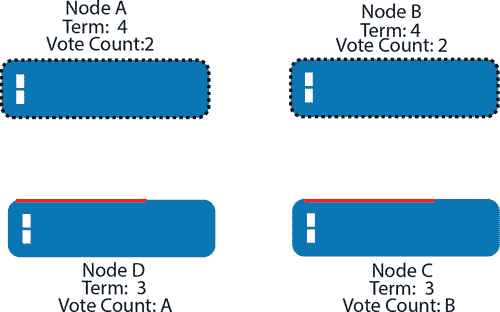 Node A
Term: 4
Vote Count:2
Node B
Term: 4
Vote Count: 2
Node D
Term: 3
Vote Count: A
Node C
Term: 3
Vote Count: B